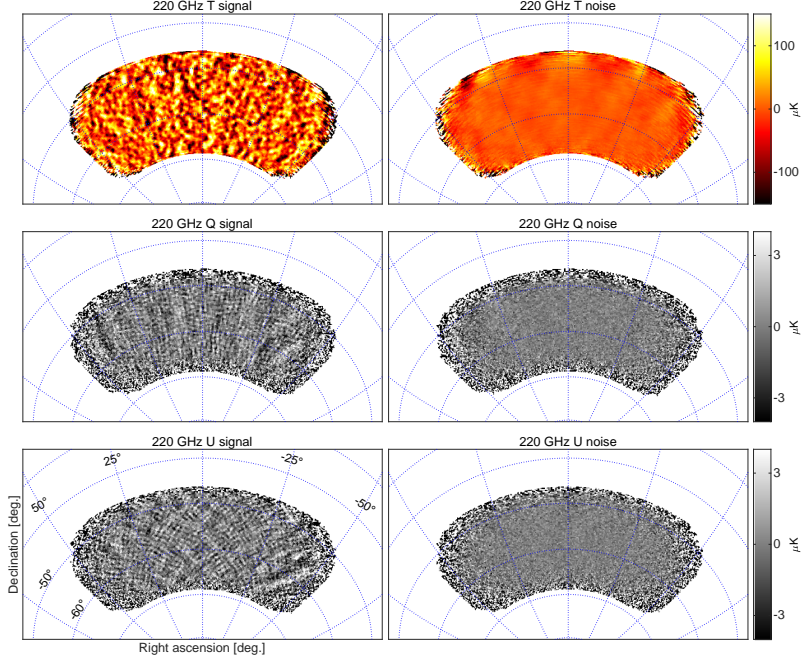 220 GHz T signal
220 GHz T noise
100
0
-100
μK
220 GHz Q signal
220 GHz Q noise
3
0
-3
μK
220 GHz U signal
220 GHz U noise
50°
25°
-25°
-50°
-50°
-60°
Declination [deg.]
Right ascension [deg.]
3
0
-3
μK